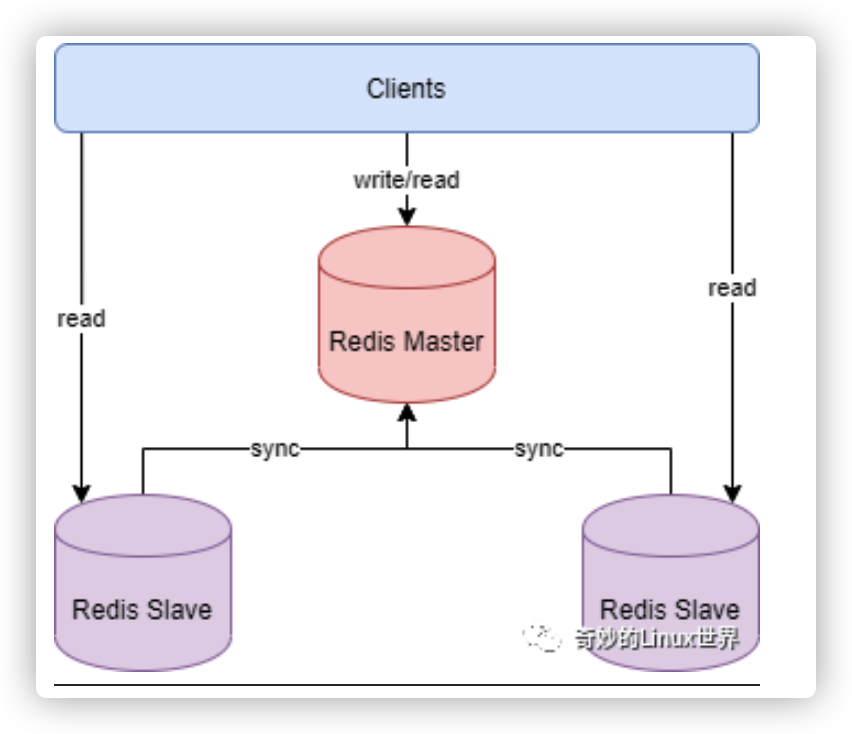 Clients
write/read
read
read
Redis Master
sync
sync
Redis Slave
Redis Slave
奇妙的Linux世界